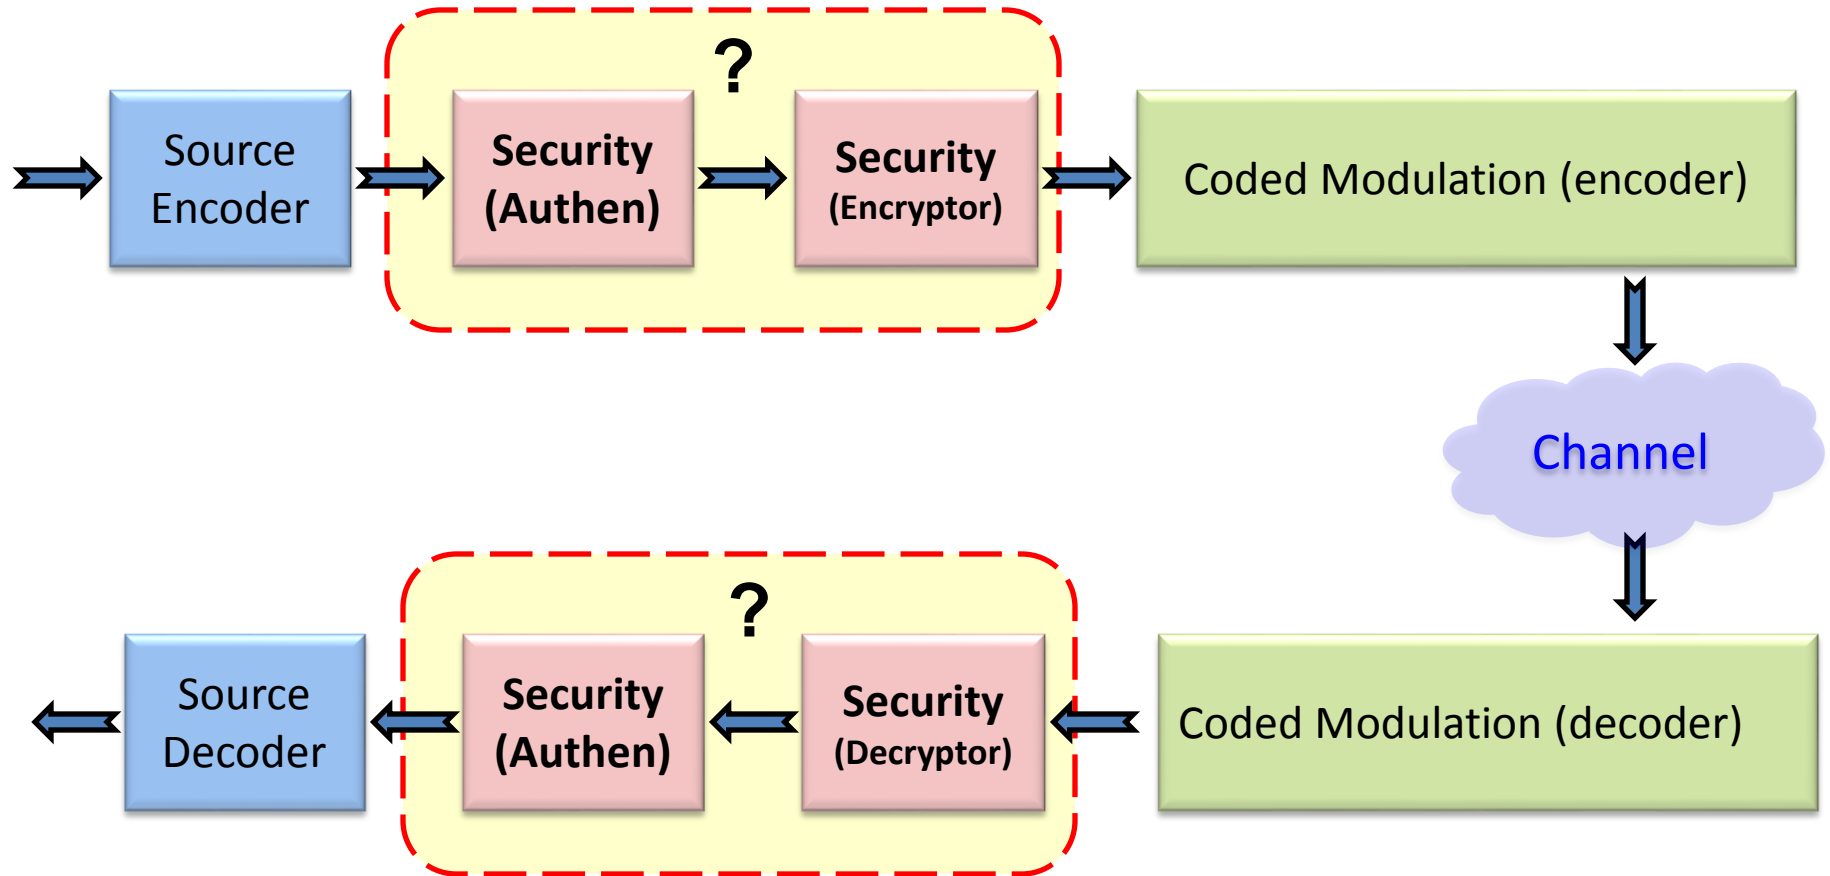 ?
Source
Encoder
Security
(Authen)
Security
(Encryptor)
Coded Modulation (encoder)
Channel
?
Source
Decoder
Security
(Authen)
Security
(Decryptor)
Coded Modulation (decoder)